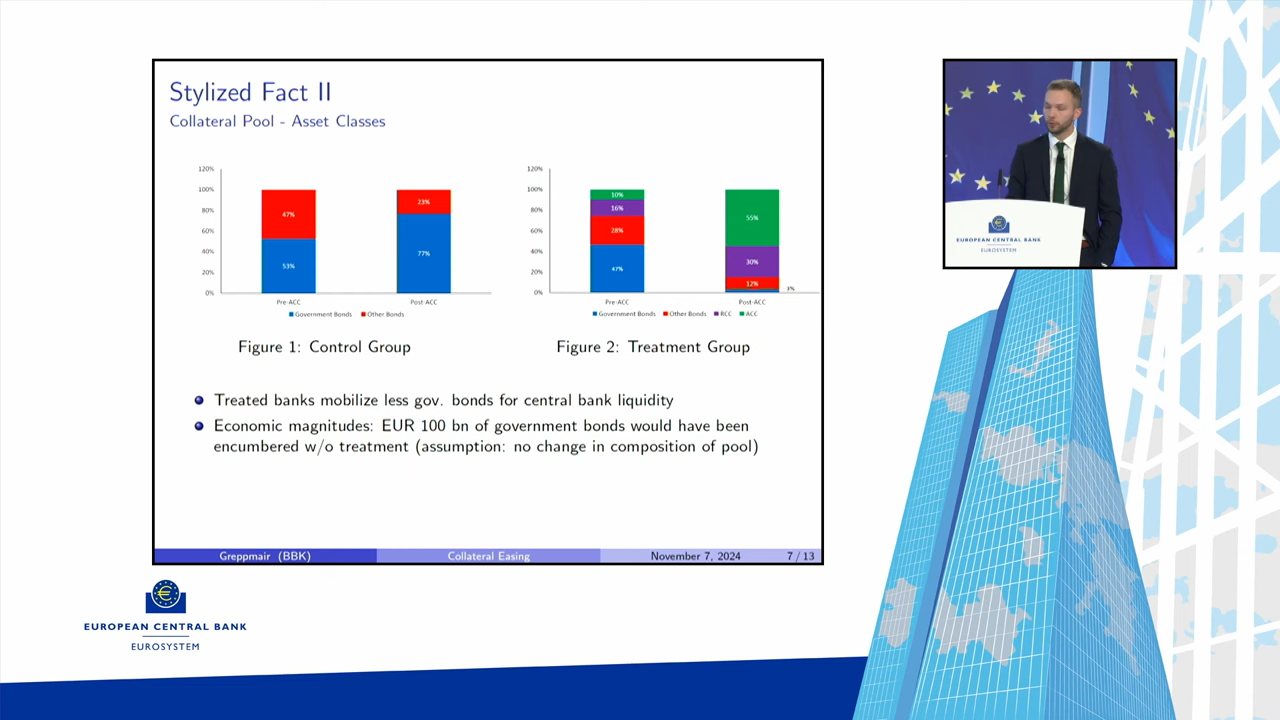 Stylized Fact II
Collateral Pool - Asset Classes
120%
100%
80%
60%
40%
20%
0%
47%
53%
23%
77%
Pre-ACC
Post-ACC
Government Bonds
Other Bonds
Figure 1: Control Group
120%
100%
80%
60%
40%
20%
0%
10%
16%
28%
47%
55%
30%
12%
3%
Pre-ACC
Post-ACC
Government Bonds
Other Bonds
RCC
ACC
Figure 2: Treatment Group
Treated banks mobilize less gov. bonds for central bank liquidity
Economic magnitudes: EUR 100 bn of government bonds would have been
encumbered w/o treatment (assumption: no change in composition of pool)
Greppmair (BBK)
Collateral Easing
November 7, 2024
7 / 13
EUROPEAN CENTRAL BANK
EUROSYSTEM
EUROPEAN CENTRAL BANK
EUROSYSTEM